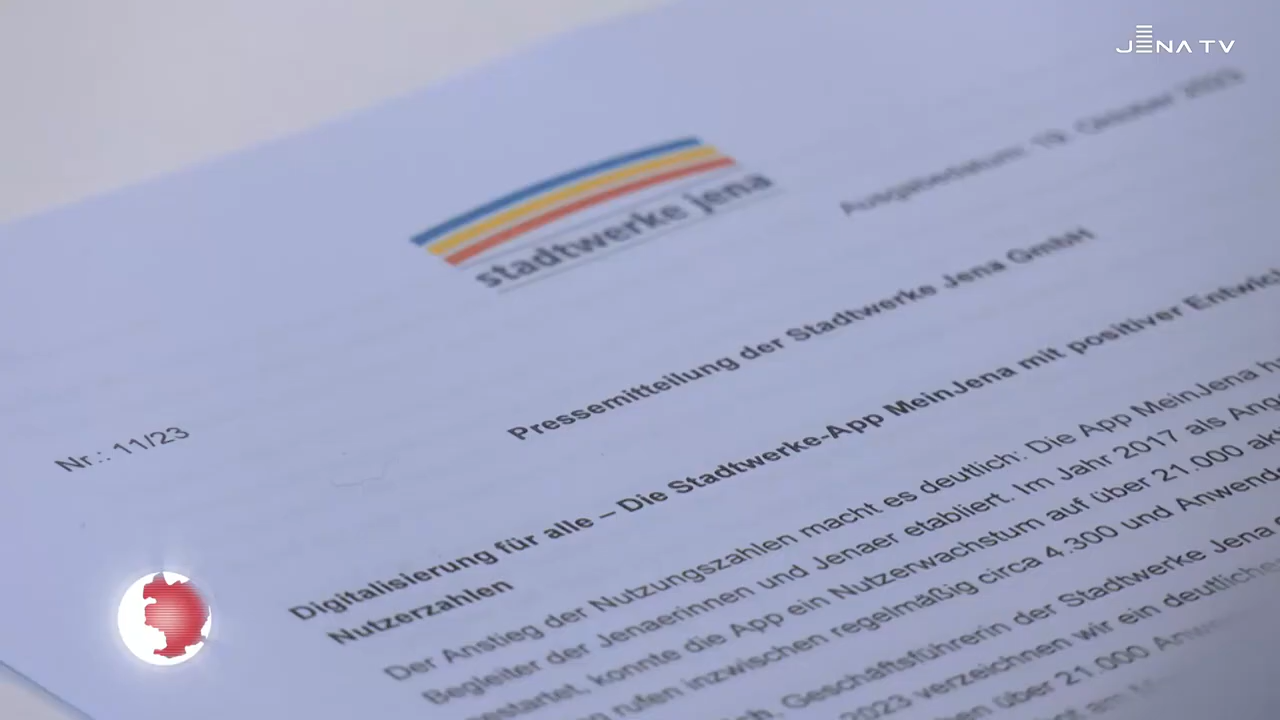 JENA TV
stadtwerke jena
Ausgabedatum: 19. Oktober 2023
Pressemitteilung der Stadtwerke Jena GmbH
Nr.: 11/23
Digitalisierung für alle – Die Stadtwerke-App MeinJena mit positiver Entwic
Nutzerzahlen
Der Anstieg der Nutzungszahlen macht es deutlich: Die App MeinJena h
Begleiter der Jenaerinnen und Jenaer etabliert. Im Jahr 2017 als Ang
estartet, konnte die App ein Nutzerwachstum auf über 21.000 ak
rufen inzwischen regelmäßig circa 4.300 und Anwend
Geschäftsführerin der Stadtwerke Jena
2023 verzeichnen wir ein deutliche
über 21.000